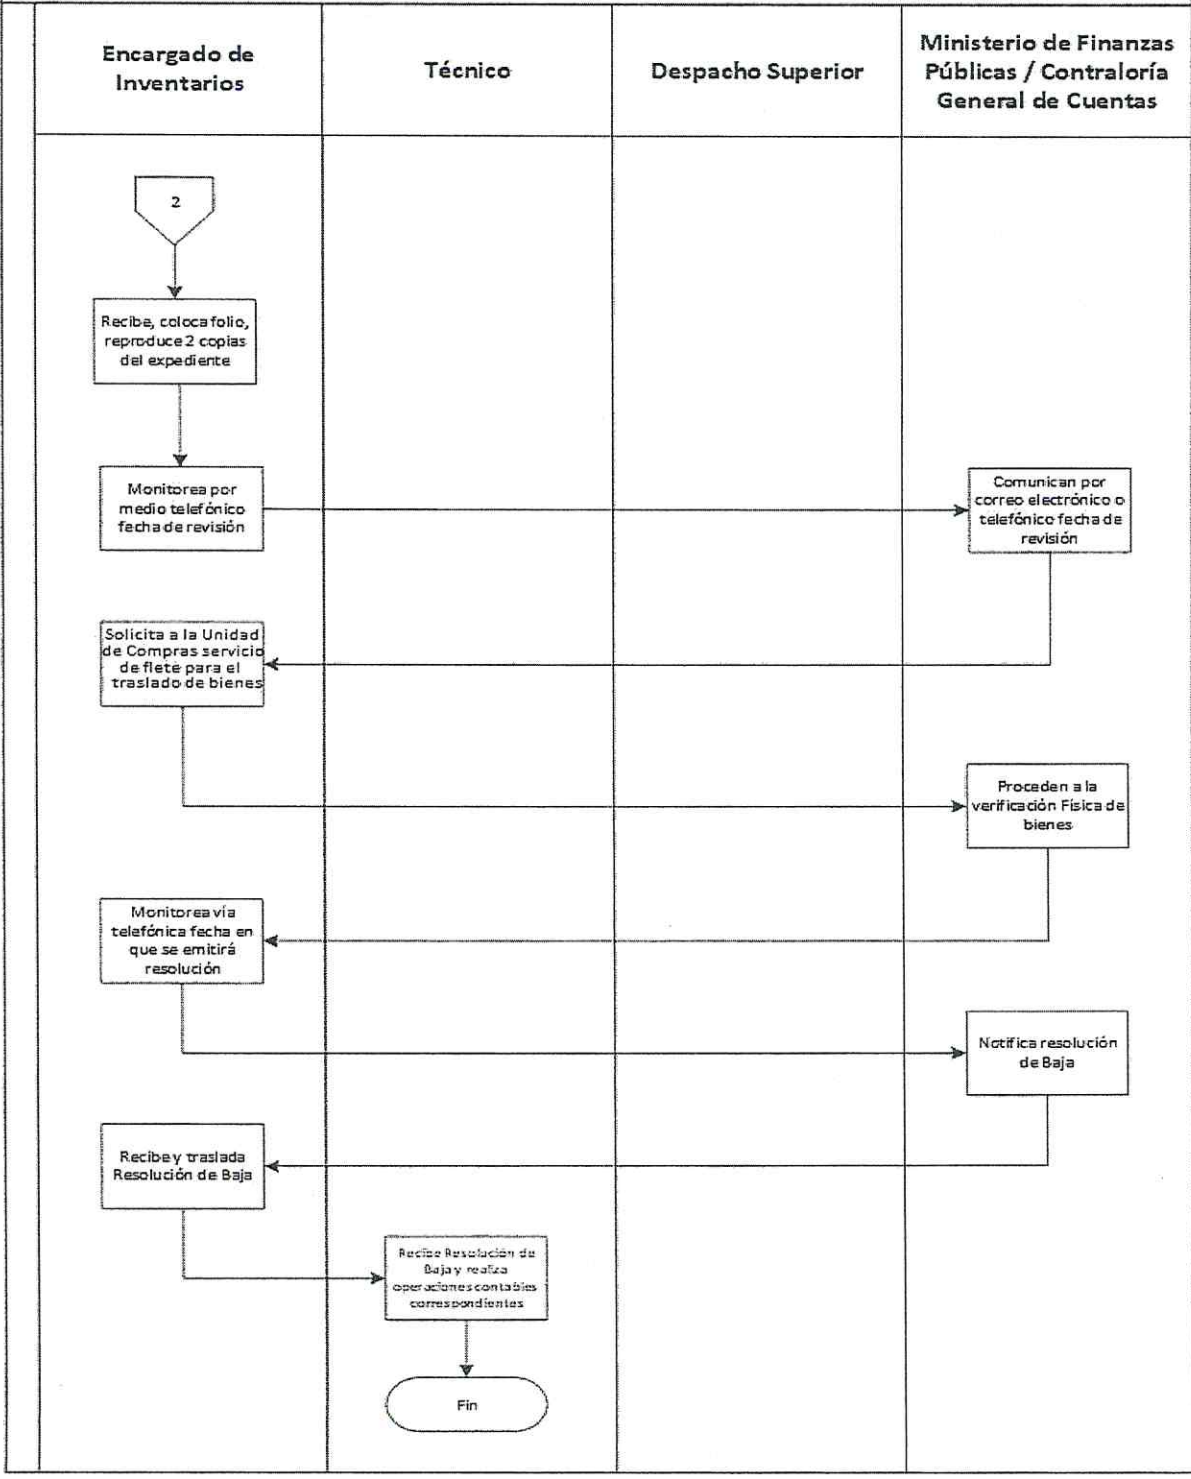 Encargado de
Inventarios
Técnico
Despacho Superior
Ministerio de Finanzas
Públicas / Contraloría
General de Cuentas
2
Recibe, coloca folio,
reproduce 2 copias
del expediente
Monitorea por
medio telefónico
fecha de revisión
Comunican por
correo electrónico o
telefónico fecha de
revisión
Solicita a la Unidad
de Compras servicio
de flete para el
traslado de bienes
Proceden a la
verificación Física de
bienes
Monitorea vía
telefónica fecha en
que se emitirá
resolución
Notifica resolución
de Baja
Recibe y traslada
Resolución de Baja
Recibe Resolución de
Baja y realiza
operaciones contables
correspondientes
Fin